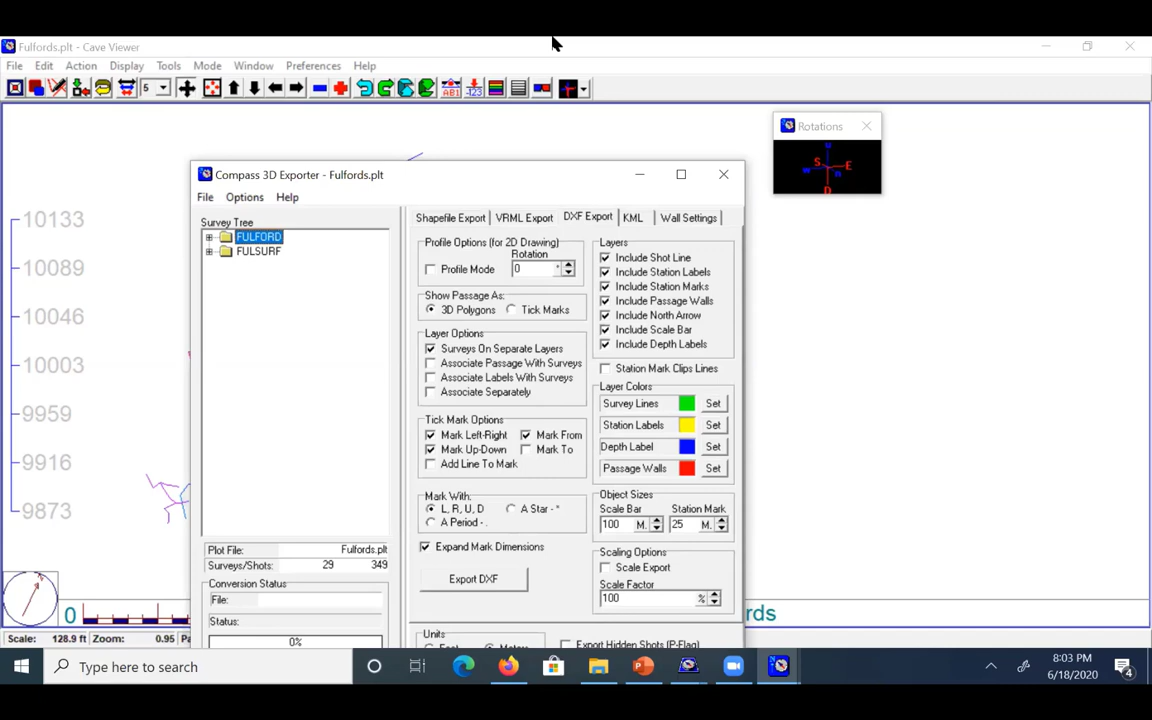 Fulfords.plt - Cave Viewer
File Edit Action Display Tools Mode Window Preferences Help
5
Rotations
S E D
10133
10089
10046
10003
9959
9916
9873
Compass 3D Exporter - Fulfords.plt
File Options Help
Survey Tree
FULFORD
FULSURF
Plot File: Fulfords.plt
Surveys/Shots: 29 349
Conversion Status
File:
Status:
0%
Shapefile Export VRML Export DXF Export KML Wall Settings
Profile Options (for 2D Drawing)
Rotation
Profile Mode 0 °
Show Passage As:
3D Polygons Tick Marks
Layer Options
Surveys On Separate Layers
Associate Passage With Surveys
Associate Labels With Surveys
Associate Separately
Tick Mark Options
Mark Left-Right Mark From
Mark Up-Down Mark To
Add Line To Mark
Mark With:
L, R, U, D A Star - *
A Period - .
Expand Mark Dimensions
Export DXF
Layers
Include Shot Line
Include Station Labels
Include Station Marks
Include Passage Walls
Include North Arrow
Include Scale Bar
Include Depth Labels
Station Mark Clips Lines
Layer Colors
Survey Lines Set
Station Labels Set
Depth Label Set
Passage Walls Set
Object Sizes
Scale Bar Station Mark
100 M. 25 M.
Scaling Options
Scale Export
Scale Factor
100 %
Units
Export Hidden Shots (P-Flag)
0
rds
Scale: 128.9 ft Zoom: 0.95
Type here to search
8:03 PM
6/18/2020
4